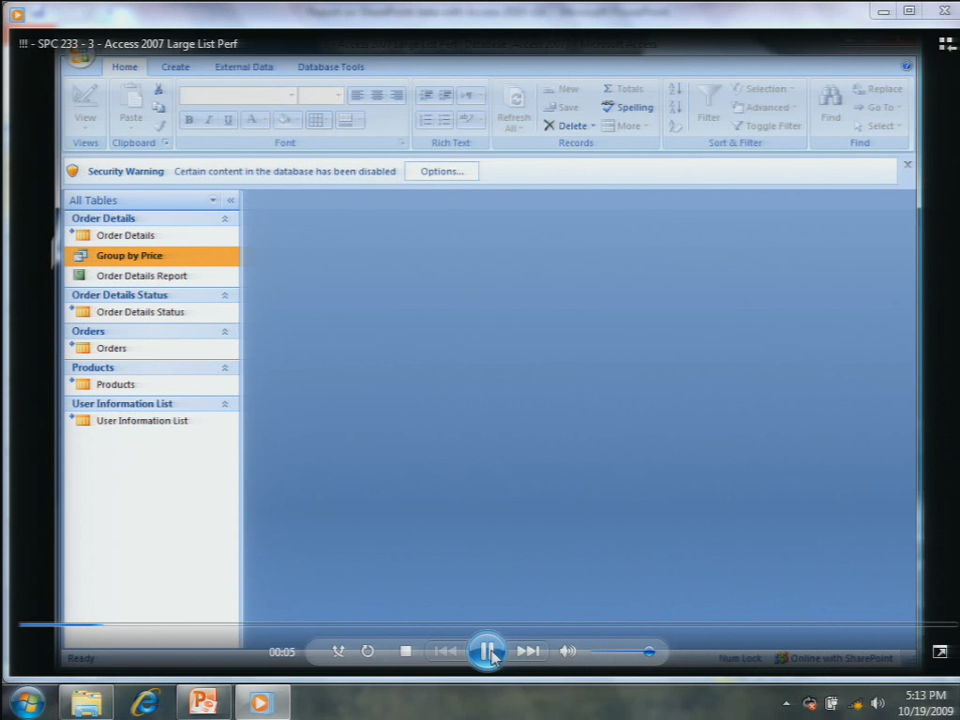 !!! - SPC 233 - 3 - Access 2007 Large List Perf
Home Create External Data Database Tools
View
Views
Paste
Clipboard
B I U A
Font
Rich Text
Refresh All
New
Save
Delete
Totals
Spelling
More
Records
Filter
Selection
Advanced
Toggle Filter
Sort & Filter
Find
Replace
Go To
Select
Find
Security Warning Certain content in the database has been disabled Options...
All Tables
Order Details
Order Details
Group by Price
Order Details Report
Order Details Status
Order Details Status
Orders
Orders
Products
Products
User Information List
User Information List
00:05
Ready Num Lock Online with SharePoint
5:13 PM
10/19/2009